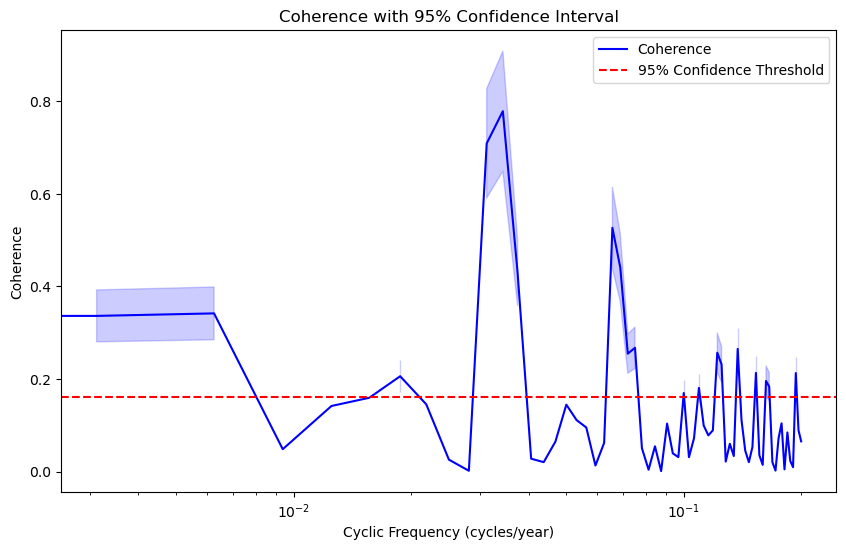 Coherence with 95% Confidence Interval
Coherence
95% Confidence Threshold
Coherence
0.8
0.6
0.4
0.2
0.0
10⁻²
10⁻¹
Cyclic Frequency (cycles/year)